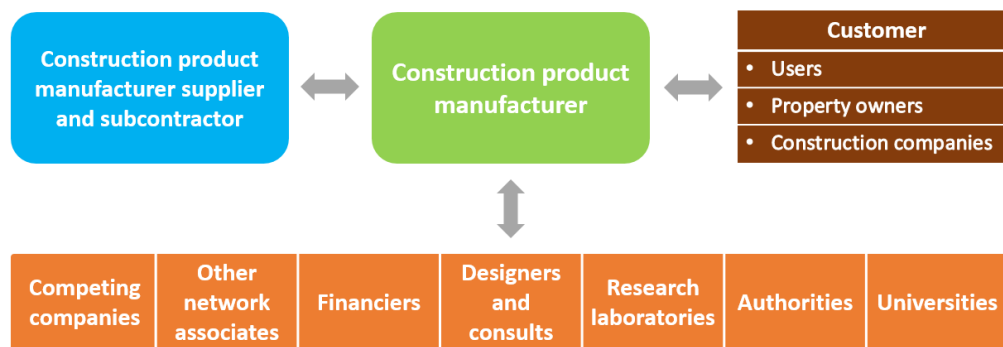 Construction product
manufacturer supplier
and subcontractor
Construction product
manufacturer
Customer
• Users
• Property owners
• Construction companies
Competing
companies
Other
network
associates
Financiers
Designers
and
consults
Research
laboratories
Authorities
Universities